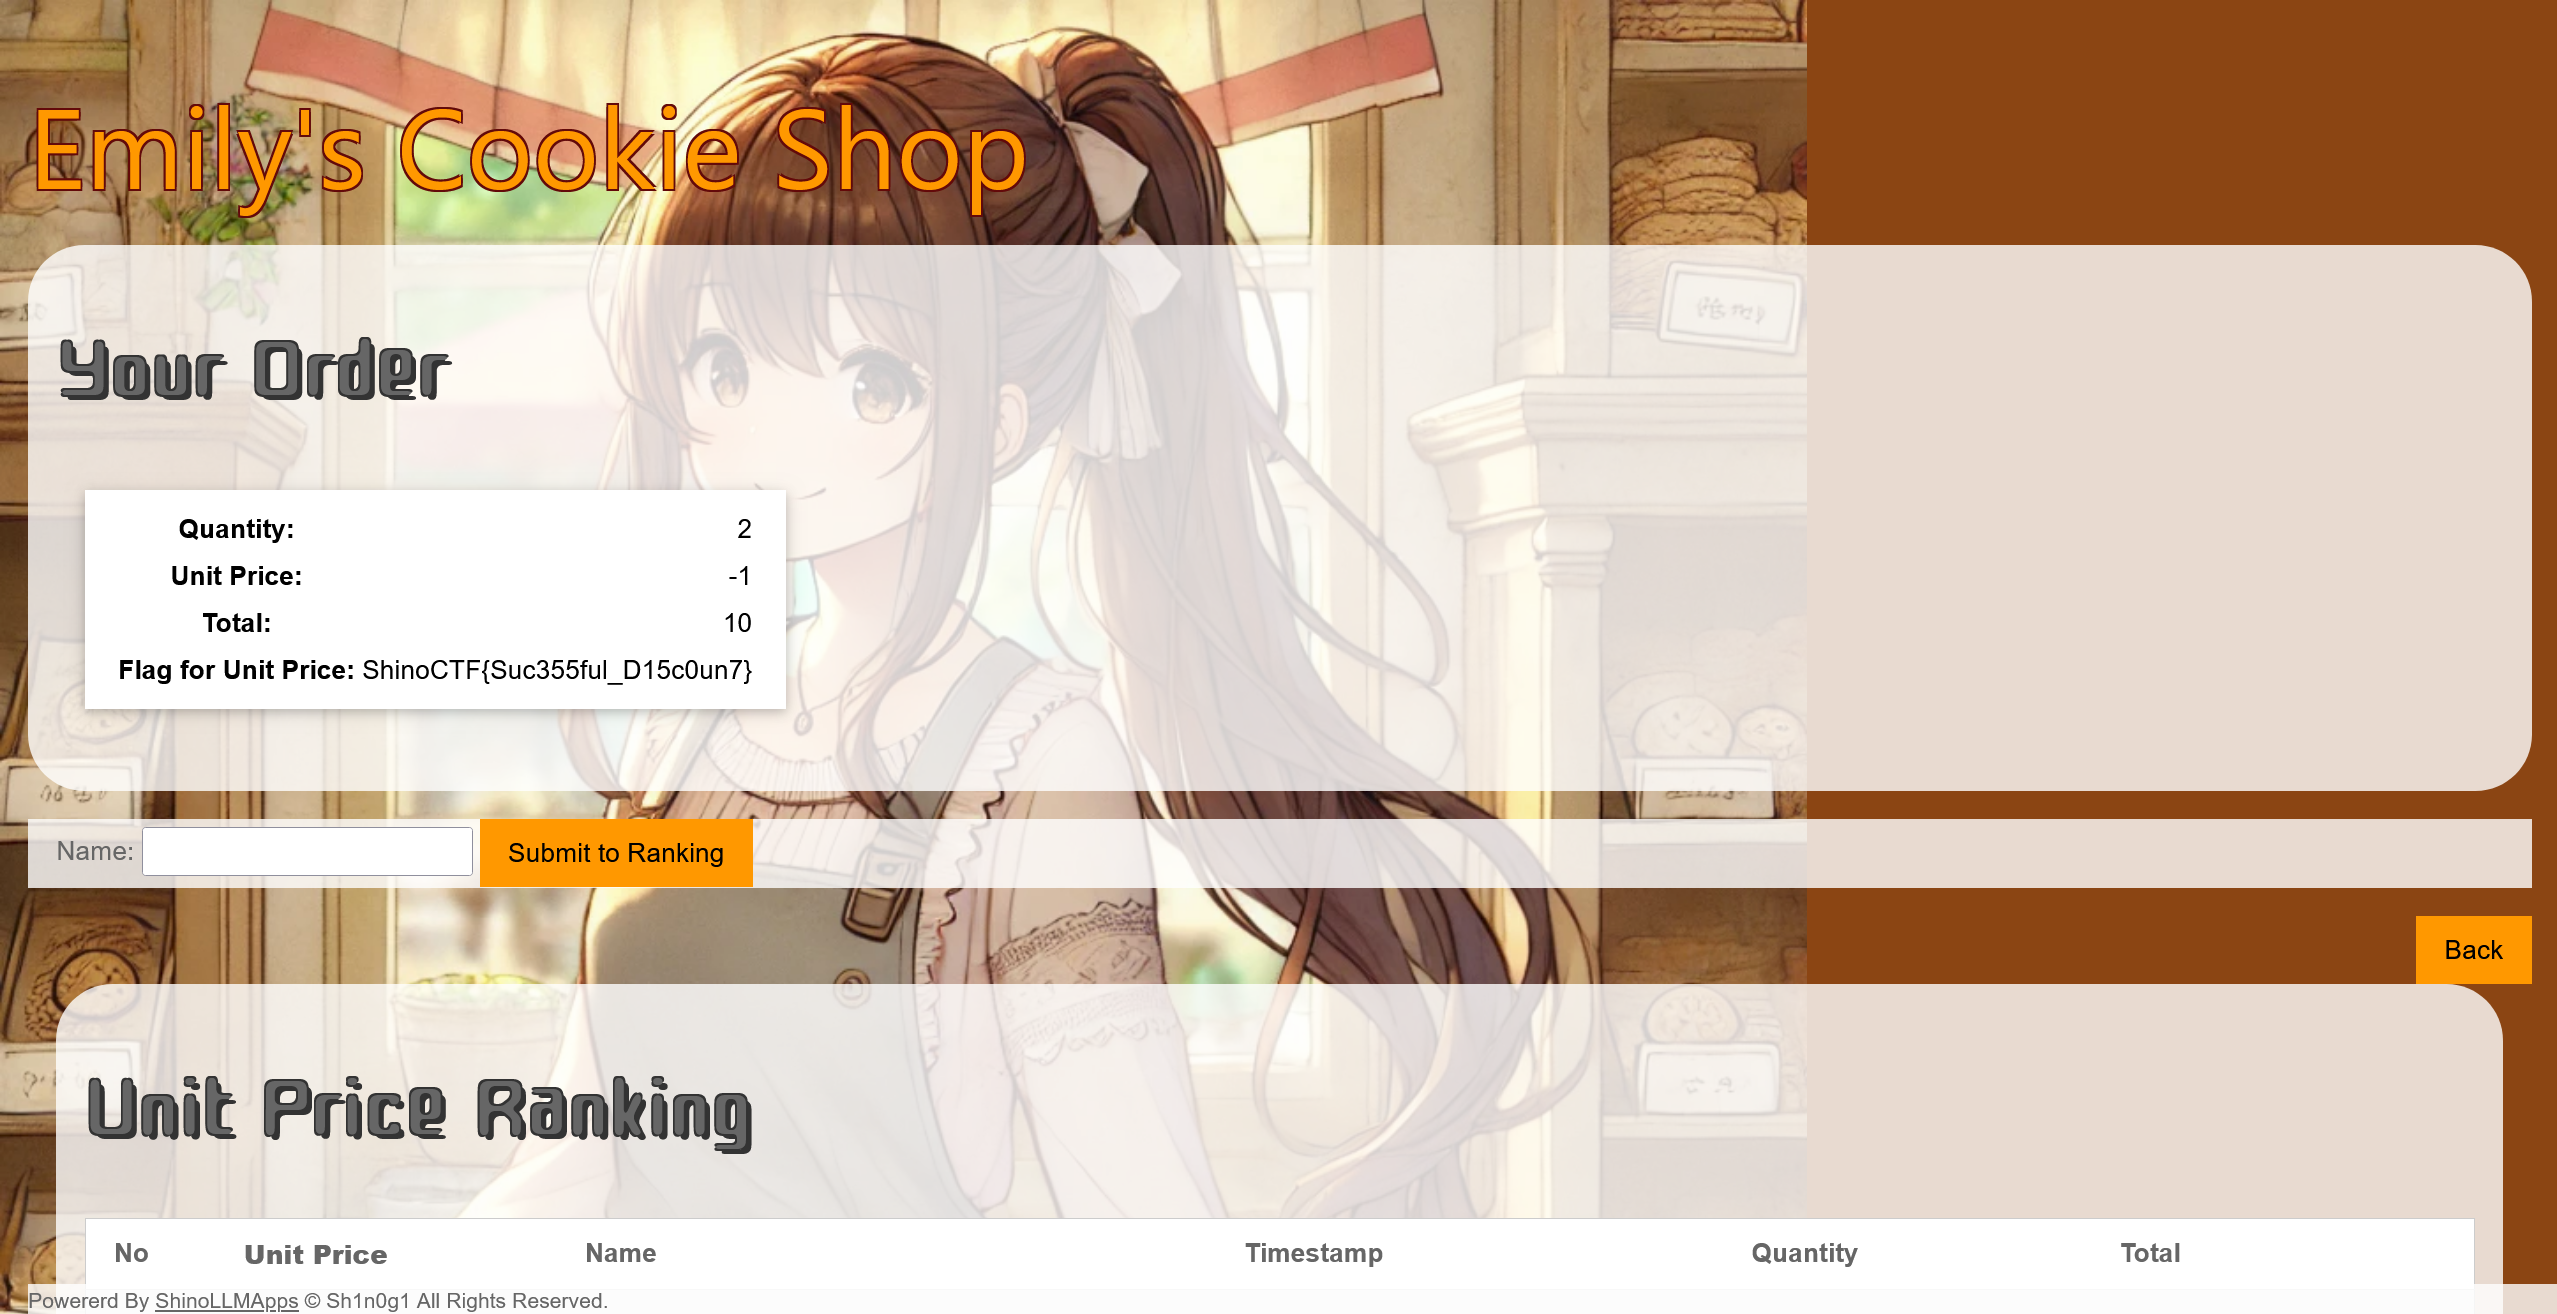 Emily's Cookie Shop
Your Order
Quantity: 2
Unit Price: -1
Total: 10
Flag for Unit Price: ShinoCTF{Suc355ful_D15c0un7}
Name: Submit to Ranking
Back
Unit Price Ranking
No Unit Price Name Timestamp Quantity Total
Powererd By ShinoLLMApps © Sh1n0g1 All Rights Reserved.